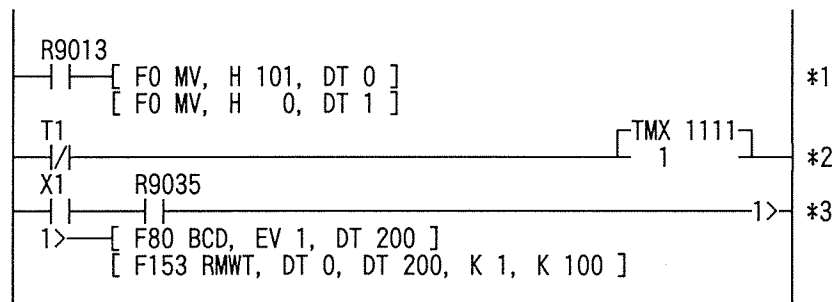 R9013
[ F0 MV, H 101, DT 0 ] *1
[ F0 MV, H 0, DT 1 ]
T1 TMX 1111
1 *2
X1 R9035
1> *3
1> [ F80 BCD, EV 1, DT 200 ]
[ F153 RMWT, DT 0, DT 200, K 1, K 100 ]